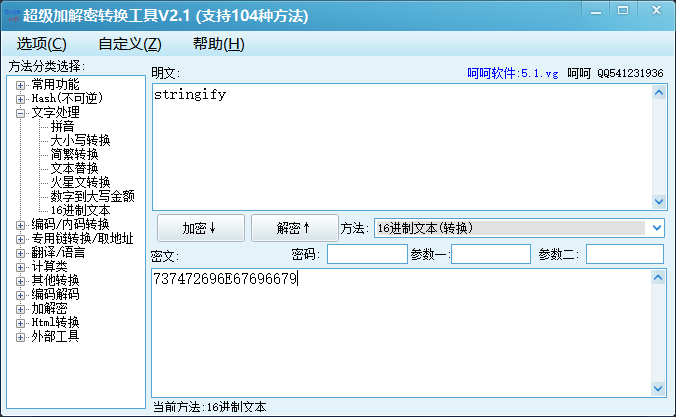 超级加解密转换工具V2.1 (支持104种方法)
选项(C) 自定义(Z) 帮助(H)
方法分类选择:
常用功能
Hash(不可逆)
文字处理
拼音
大小写转换
简繁转换
文本替换
火星文转换
数字到大写金额
16进制文本
编码/内码转换
专用链转换/取地址
翻译/语言
计算类
其他转换
编码解码
加解密
Html转换
外部工具
明文: 呵呵软件:5.1.vg 呵呵 QQ541231936
stringify
加密↓ 解密↑ 方法: 16进制文本(转换)
密文: 密码: 参数一: 参数二:
737472696E67696679
当前方法:16进制文本